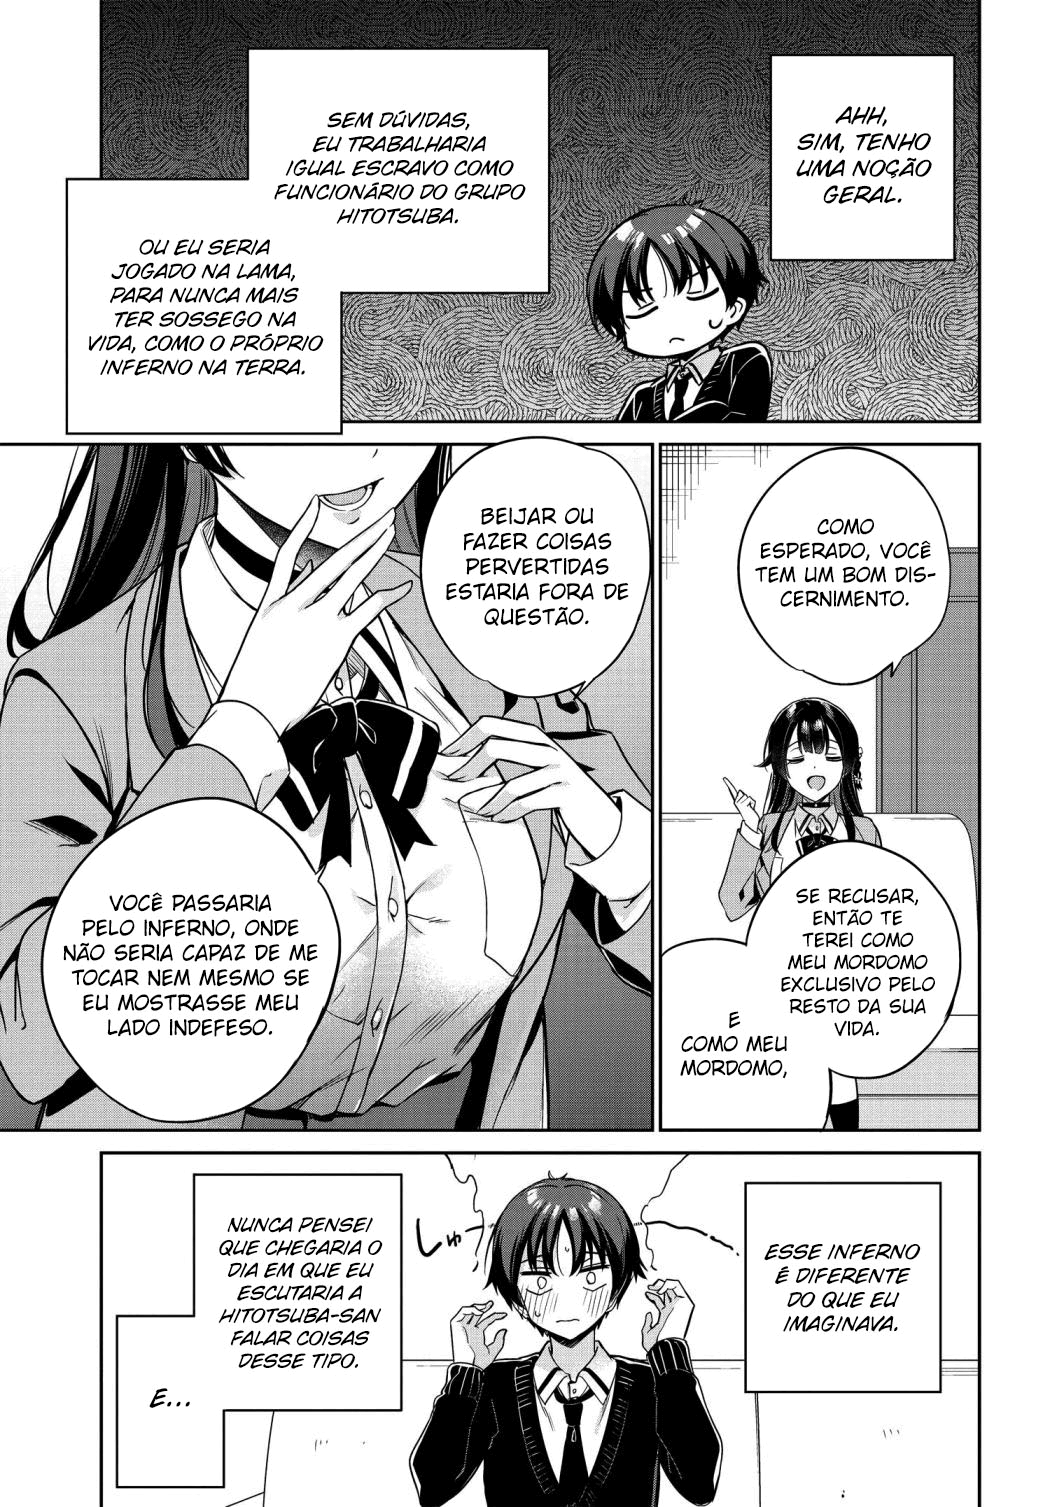 AHH,
SIM, TENHO
UMA NOÇÃO
GERAL.
SEM DÚVIDAS,
EU TRABALHARIA
IGUAL ESCRAVO COMO
FUNCIONÁRIO DO GRUPO
HITOTSUBA.
OU EU SERIA
JOGADO NA LAMA,
PARA NUNCA MAIS
TER SOSSEGO NA
VIDA, COMO O PRÓPRIO
INFERNO NA TERRA.
COMO
ESPERADO, VOCÊ
TEM UM BOM DIS-
CERNIMENTO.
SE RECUSAR,
ENTÃO TE
TEREI COMO
MEU MORDOMO
EXCLUSIVO PELO
RESTO DA SUA
VIDA.
E
COMO MEU
MORDOMO,
BEIJAR OU
FAZER COISAS
PERVERTIDAS
ESTARIA FORA DE
QUESTÃO.
VOCÊ PASSARIA
PELO INFERNO, ONDE
NÃO SERIA CAPAZ DE ME
TOCAR NEM MESMO SE
EU MOSTRASSE MEU
LADO INDEFESO.
ESSE INFERNO
É DIFERENTE
DO QUE EU
IMAGINAVA.
しゅ〜
NUNCA PENSEI
QUE CHEGARIA O
DIA EM QUE EU
ESCUTARIA A
HITOTSUBA-SAN
FALAR COISAS
DESSE TIPO.
E...